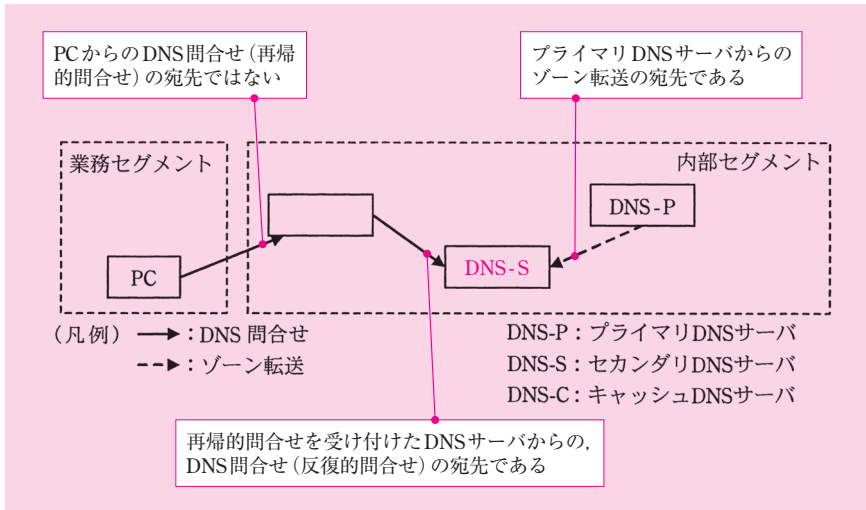 PCからのDNS問合せ(再帰
的問合せ)の宛先ではない
プライマリDNSサーバからの
ゾーン転送の宛先である
業務セグメント
内部セグメント
DNS-P
DNS-S
PC
(凡例) ━▶:DNS 問合せ
DNS-P:プライマリDNSサーバ
--▶:ゾーン転送
DNS-S:セカンダリDNSサーバ
DNS-C:キャッシュDNSサーバ
再帰的問合せを受け付けたDNSサーバからの,
DNS問合せ(反復的問合せ)の宛先である